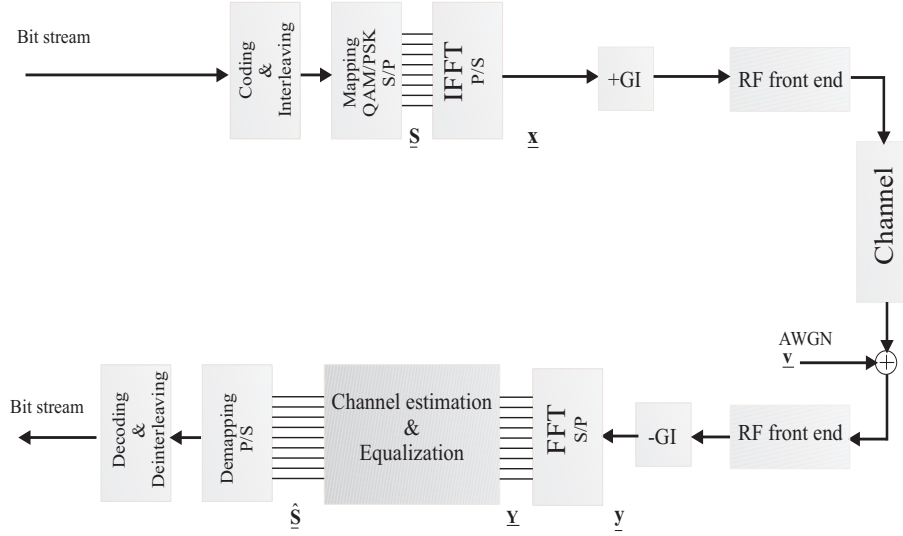 Bit stream
Coding
&
Interleaving
Mapping
QAM/PSK
S/P
S
IFFT
P/S
x
+GI
RF front end
Channel
AWGN
v
+
RF front end
-GI
y
FFT
S/P
Y
Channel estimation
&
Equalization
Ŝ
Demapping
P/S
Decoding
&
Deinterleaving
Bit stream